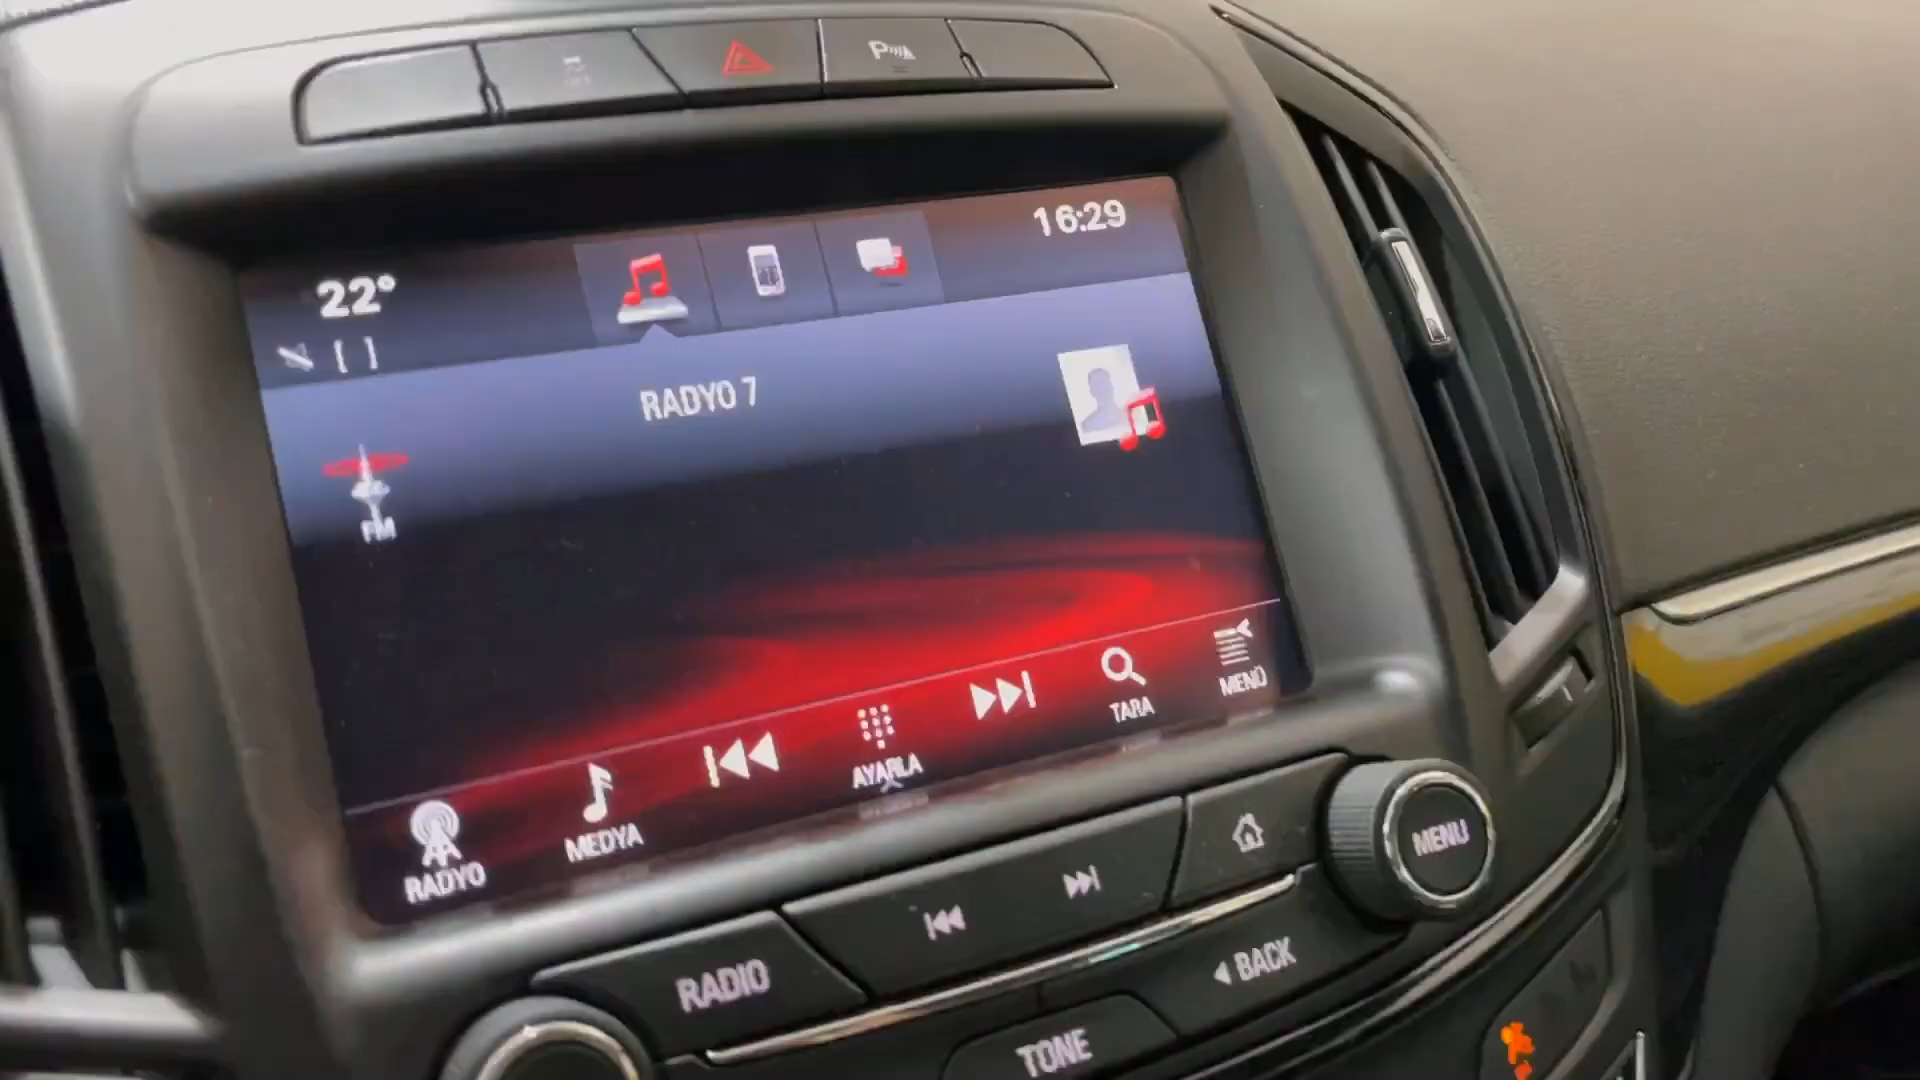 P
22°
16:29
[ ]
RADYO 7
FM
RADYO
MEDYA
AYARLA
TARA
MENÜ
RADIO
MENU
BACK
TONE